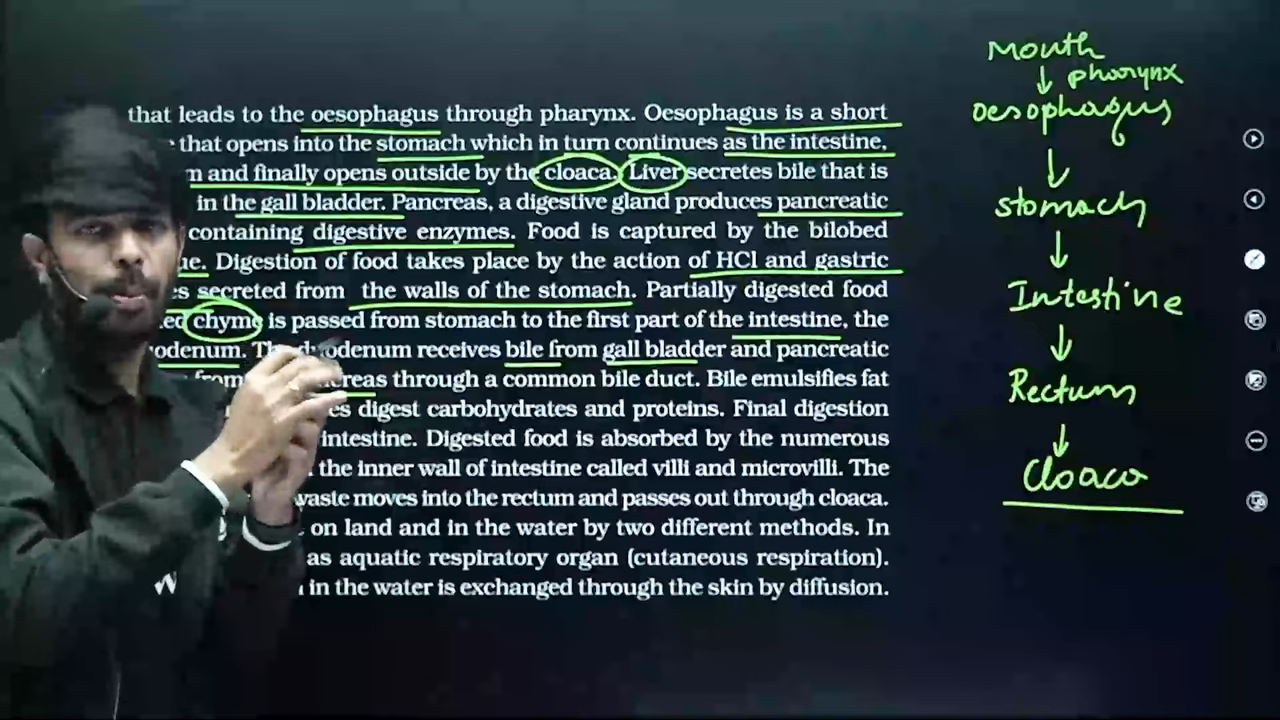 that leads to the oesophagus through pharynx. Oesophagus is a short
that opens into the stomach which in turn continues as the intestine,
and finally opens outside by the cloaca. Liver secretes bile that is
in the gall bladder. Pancreas, a digestive gland produces pancreatic
containing digestive enzymes. Food is captured by the bilobed
Digestion of food takes place by the action of HCl and gastric
secreted from the walls of the stomach. Partially digested food
chyme is passed from stomach to the first part of the intestine, the
The duodenum receives bile from gall bladder and pancreatic
from through a common bile duct. Bile emulsifies fat
digest carbohydrates and proteins. Final digestion
intestine. Digested food is absorbed by the numerous
the inner wall of intestine called villi and microvilli. The
waste moves into the rectum and passes out through cloaca.
on land and in the water by two different methods. In
as aquatic respiratory organ (cutaneous respiration).
in the water is exchanged through the skin by diffusion.
Mouth
↓ pharynx
Oesophagus
↓
stomach
↓
Intestine
↓
Rectum
↓
Cloaca